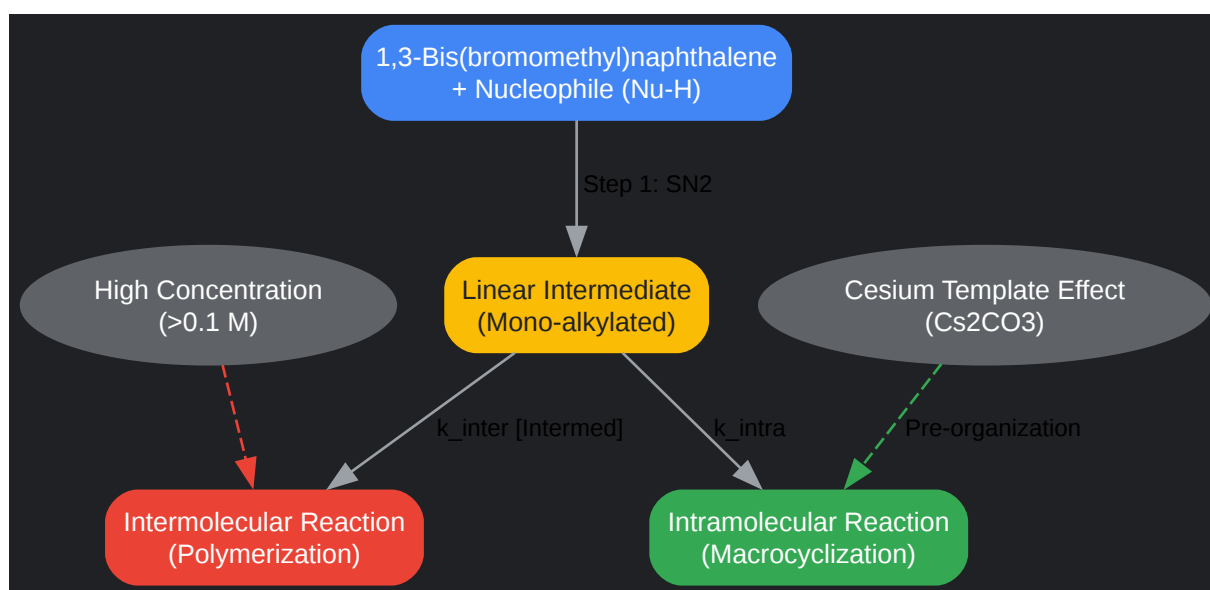 1,3-Bis(bromomethyl)naphthalene
+ Nucleophile (Nu-H)
Step 1: SN2
High Concentration
(>0.1 M)
Linear Intermediate
(Mono-alkylated)
Cesium Template Effect
(Cs2CO3)
k_inter [Intermed]
k_intra
Pre-organization
Intermolecular Reaction
(Polymerization)
Intramolecular Reaction
(Macrocyclization)